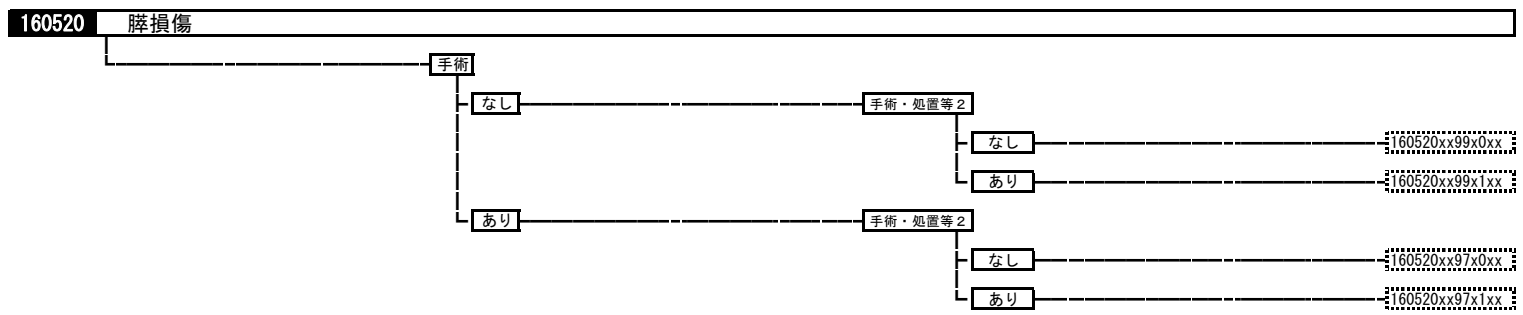 160520 膵損傷
手術
なし 手術・処置等２
なし 160520xx99x0xx
あり 160520xx99x1xx
あり 手術・処置等２
なし 160520xx97x0xx
あり 160520xx97x1xx